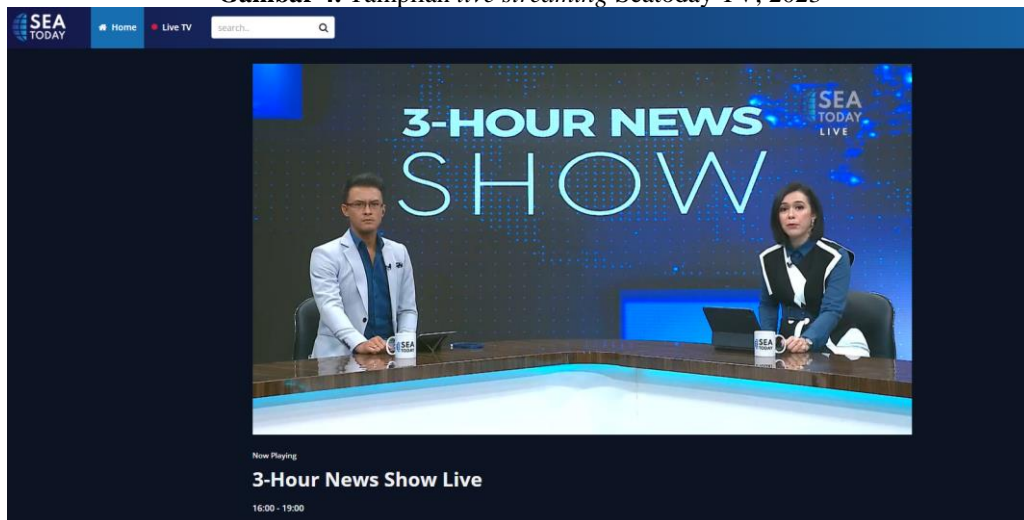 Gambar 4. Tampilan live streaming Seatoday TV, 2023
SEA
TODAY
Home
Live TV
search..
3-HOUR NEWS
SHOW
SEA
TODAY
LIVE
SEA
TODAY
SEA
TODAY
Now Playing
3-Hour News Show Live
16:00 - 19:00